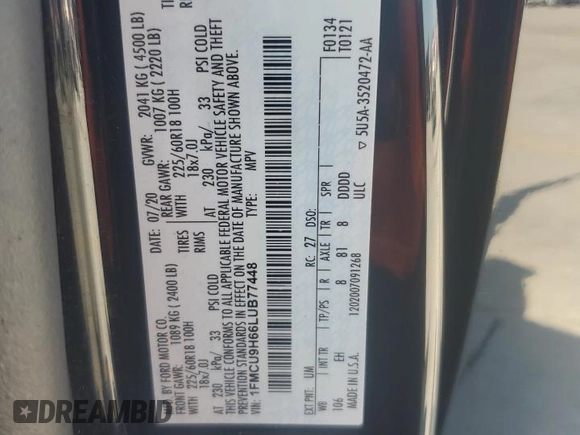 MFD. BY FORD MOTOR CO.
DATE: 07/20 GVWR: 2041 KG ( 4500 LB)
FRONT GAWR: 1089 KG ( 2400 LB) REAR GAWR: 1007 KG ( 2220 LB)
WITH 225/60R18 100H TIRES WITH 225/60R18 100H
18x7.0J RIMS 18x7.0J
AT 230 kPa/ 33 PSI COLD AT 230 kPa/ 33 PSI COLD
THIS VEHICLE CONFORMS TO ALL APPLICABLE FEDERAL MOTOR VEHICLE SAFETY AND THEFT
PREVENTION STANDARDS IN EFFECT ON THE DATE OF MANUFACTURE SHOWN ABOVE.
VIN: 1FMCU9H66LUB77448 TYPE: MPV
F0134
T0121
EXT PNT: UM RC: 27 DSO:
WB INT TR TP/PS R AXLE TR SPR
106 EH 8 81 8 DDDD
ULC
MADE IN U.S.A. 1202007091268
▽ 5U5A-3520472-AA
BIDHISTORY